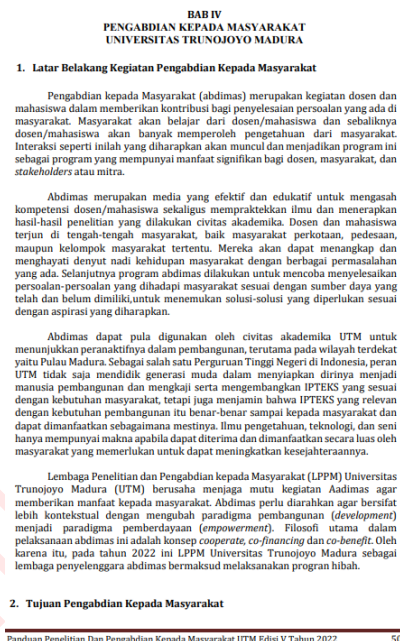 BAB IV
PENGABDIAN KEPADA MASYARAKAT
UNIVERSITAS TRUNOJOYO MADURA
1. Latar Belakang Kegiatan Pengabdian Kepada Masyarakat
Pengabdian kepada Masyarakat (abdimas) merupakan kegiatan dosen dan
mahasiswa dalam memberikan kontribusi bagi penyelesaian persoalan yang ada di
masyarakat. Masyarakat akan belajar dari dosen/mahasiswa dan sebaliknya
dosen/mahasiswa akan banyak memperoleh pengetahuan dari masyarakat.
Interaksi seperti inilah yang diharapkan akan muncul dan menjadikan program ini
sebagai program yang mempunyai manfaat signifikan bagi dosen, masyarakat, dan
stakeholders atau mitra.
Abdimas merupakan media yang efektif dan edukatif untuk mengasah
kompetensi dosen/mahasiswa sekaligus mempraktekkan ilmu dan menerapkan
hasil-hasil penelitian yang dilakukan civitas akademika. Dosen dan mahasiswa
terjun di tengah-tengah masyarakat, baik masyarakat perkotaan, pedesaan,
maupun kelompok masyarakat tertentu. Mereka akan dapat menangkap dan
menghayati denyut nadi kehidupan masyarakat dengan berbagai permasalahan
yang ada. Selanjutnya program abdimas dilakukan untuk mencoba menyelesaikan
persoalan-persoalan yang dihadapi masyarakat sesuai dengan sumber daya yang
telah dan belum dimiliki,untuk menemukan solusi-solusi yang diperlukan sesuai
dengan aspirasi yang diharapkan.
Abdimas dapat pula digunakan oleh civitas akademika UTM untuk
menunjukkan peranaktifnya dalam pembangunan, terutama pada wilayah terdekat
yaitu Pulau Madura. Sebagai salah satu Perguruan Tinggi Negeri di Indonesia, peran
UTM tidak saja mendidik generasi muda dalam menyiapkan dirinya menjadi
manusia pembangunan dan mengkaji serta mengembangkan IPTEKS yang sesuai
dengan kebutuhan masyarakat, tetapi juga menjamin bahwa IPTEKS yang relevan
dengan kebutuhan pembangunan itu benar-benar sampai kepada masyarakat dan
dapat dimanfaatkan sebagaimana mestinya. Ilmu pengetahuan, teknologi, dan seni
hanya mempunyai makna apabila dapat diterima dan dimanfaatkan secara luas oleh
masyarakat yang memerlukan untuk dapat meningkatkan kesejahteraannya.
Lembaga Penelitian dan Pengabdian kepada Masyarakat (LPPM) Universitas
Trunojoyo Madura (UTM) berusaha menjaga mutu kegiatan Aadimas agar
memberikan manfaat kepada masyarakat. Abdimas perlu diarahkan agar bersifat
lebih kontekstual dengan mengubah paradigma pembangunan (development)
menjadi paradigma pemberdayaan (empowerment). Filosofi utama dalam
pelaksanaan abdimas ini adalah konsep cooperate, co-financing dan co-benefit. Oleh
karena itu, pada tahun 2022 ini LPPM Universitas Trunojoyo Madura sebagai
lembaga penyelenggara abdimas bermaksud melaksanakan progran hibah.
2. Tujuan Pengabdian Kepada Masyarakat
Panduan Penelitian Dan Pengabdian Kepada Masyarakat UTM Edisi V Tahun 2022 50